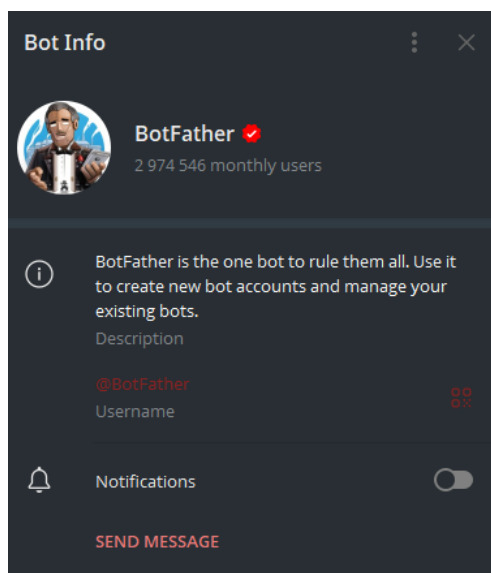 Bot Info
BotFather
2 974 546 monthly users
BotFather is the one bot to rule them all. Use it
to create new bot accounts and manage your
existing bots.
Description
@BotFather
Username
Notifications
SEND MESSAGE